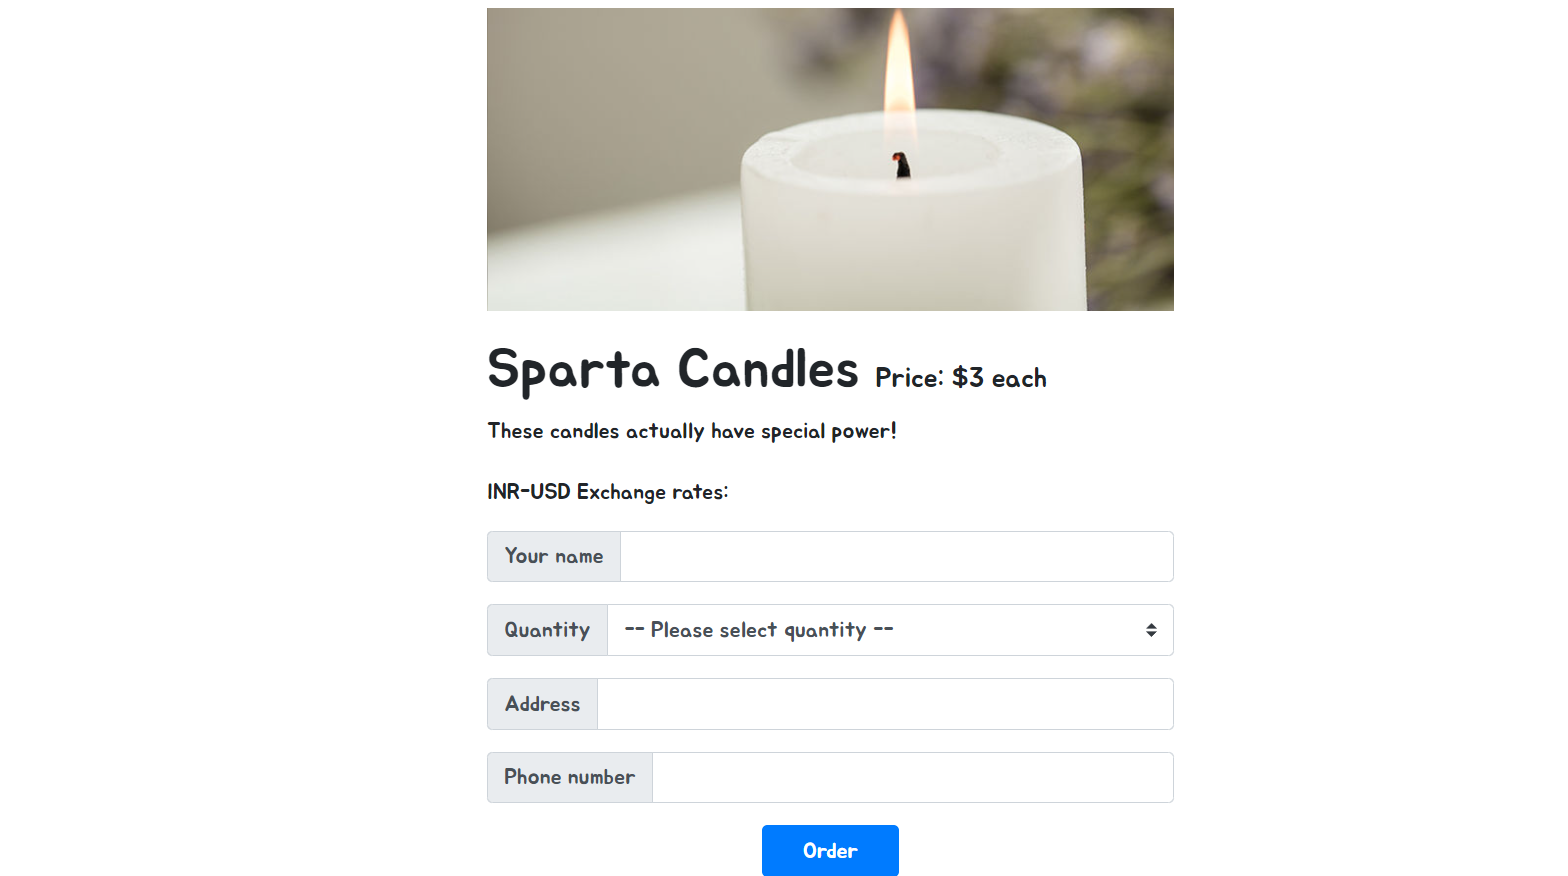 Sparta Candles Price: $3 each
These candles actually have special power!
INR-USD Exchange rates:
Your name
Quantity -- Please select quantity --
Address
Phone number
Order